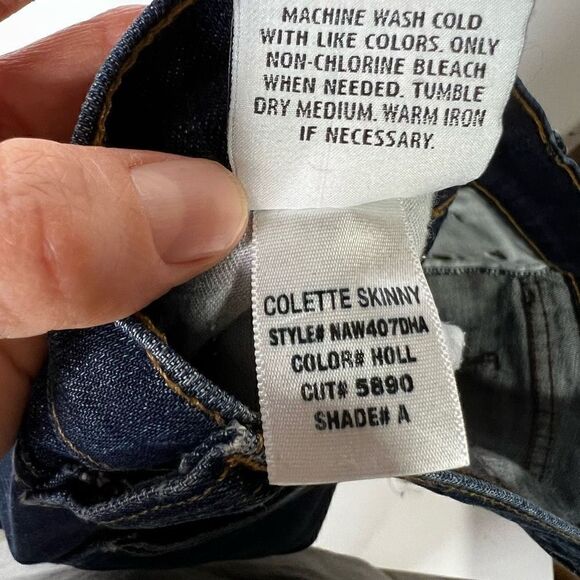 MACHINE WASH COLD
WITH LIKE COLORS. ONLY
NON-CHLORINE BLEACH
WHEN NEEDED. TUMBLE
DRY MEDIUM. WARM IRON
IF NECESSARY.
COLETTE SKINNY
STYLE# NAW407DHA
COLOR# HOLL
CUT# 5890
SHADE# A